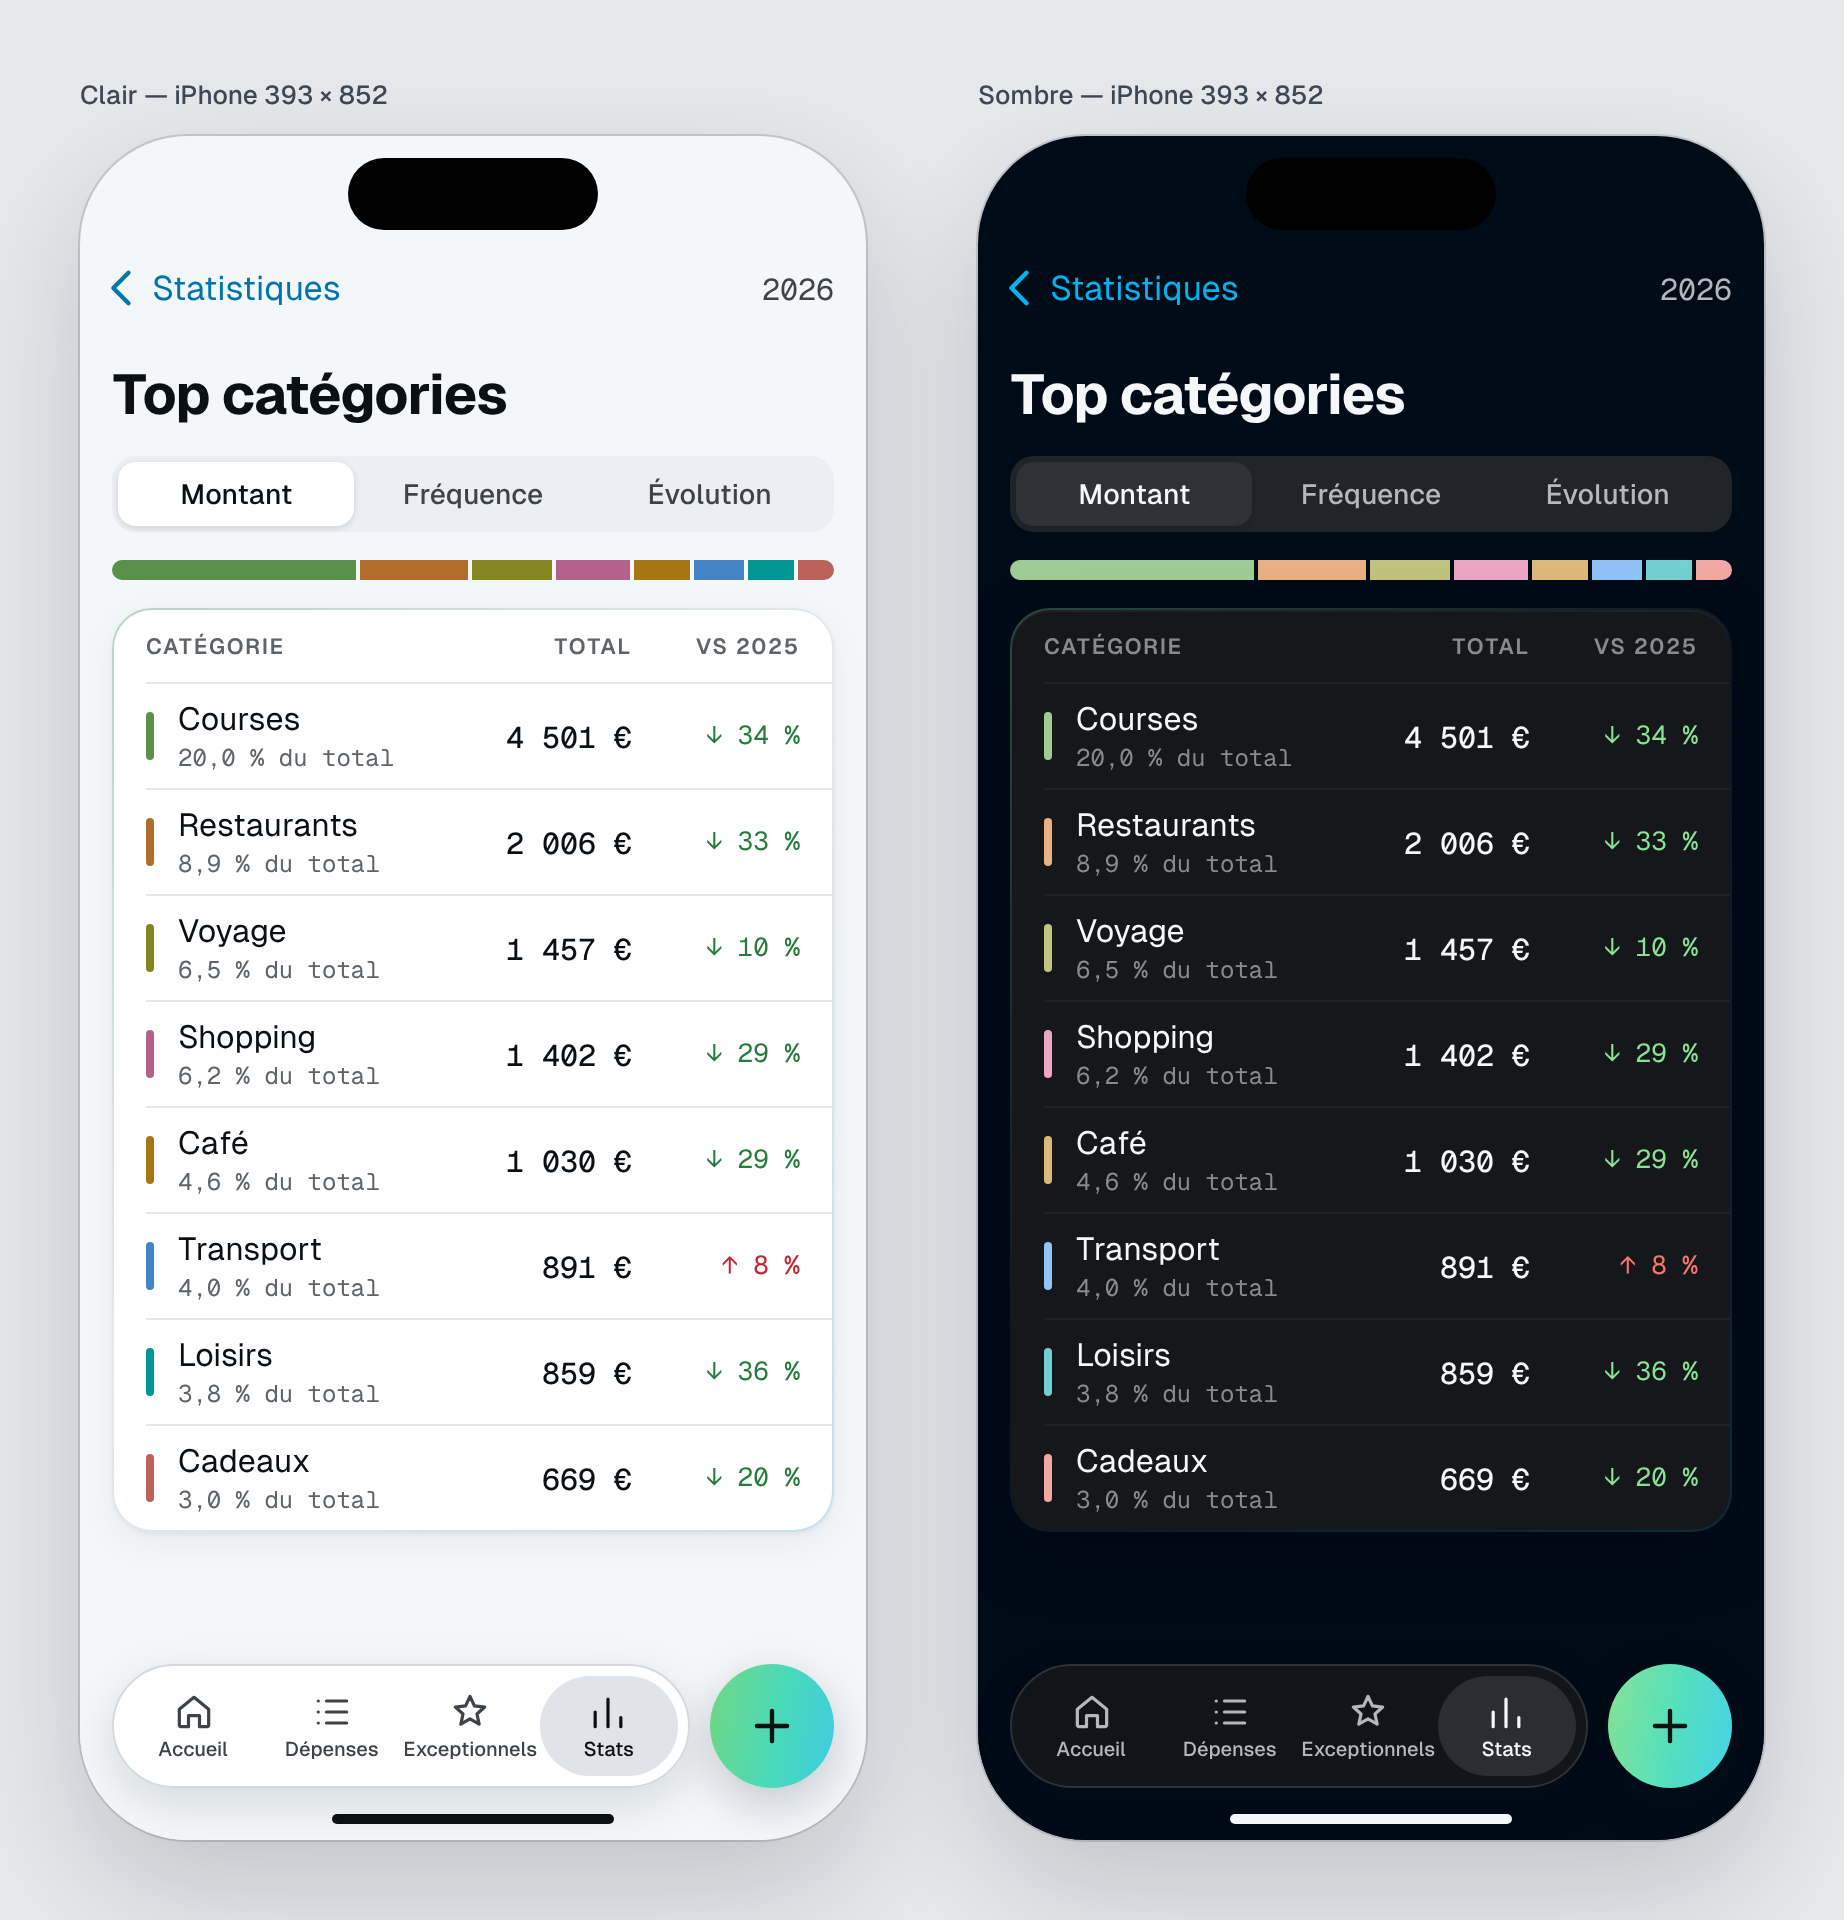 Clair — iPhone 393 × 852
Statistiques
2026
Top catégories
Montant Fréquence Évolution
CATÉGORIE TOTAL VS 2025
Courses
20,0 % du total
4 501 € ↓ 34 %
Restaurants
8,9 % du total
2 006 € ↓ 33 %
Voyage
6,5 % du total
1 457 € ↓ 10 %
Shopping
6,2 % du total
1 402 € ↓ 29 %
Café
4,6 % du total
1 030 € ↓ 29 %
Transport
4,0 % du total
891 € ↑ 8 %
Loisirs
3,8 % du total
859 € ↓ 36 %
Cadeaux
3,0 % du total
669 € ↓ 20 %
Accueil Dépenses Exceptionnels Stats
Sombre — iPhone 393 × 852
Statistiques
2026
Top catégories
Montant Fréquence Évolution
CATÉGORIE TOTAL VS 2025
Courses
20,0 % du total
4 501 € ↓ 34 %
Restaurants
8,9 % du total
2 006 € ↓ 33 %
Voyage
6,5 % du total
1 457 € ↓ 10 %
Shopping
6,2 % du total
1 402 € ↓ 29 %
Café
4,6 % du total
1 030 € ↓ 29 %
Transport
4,0 % du total
891 € ↑ 8 %
Loisirs
3,8 % du total
859 € ↓ 36 %
Cadeaux
3,0 % du total
669 € ↓ 20 %
Accueil Dépenses Exceptionnels Stats